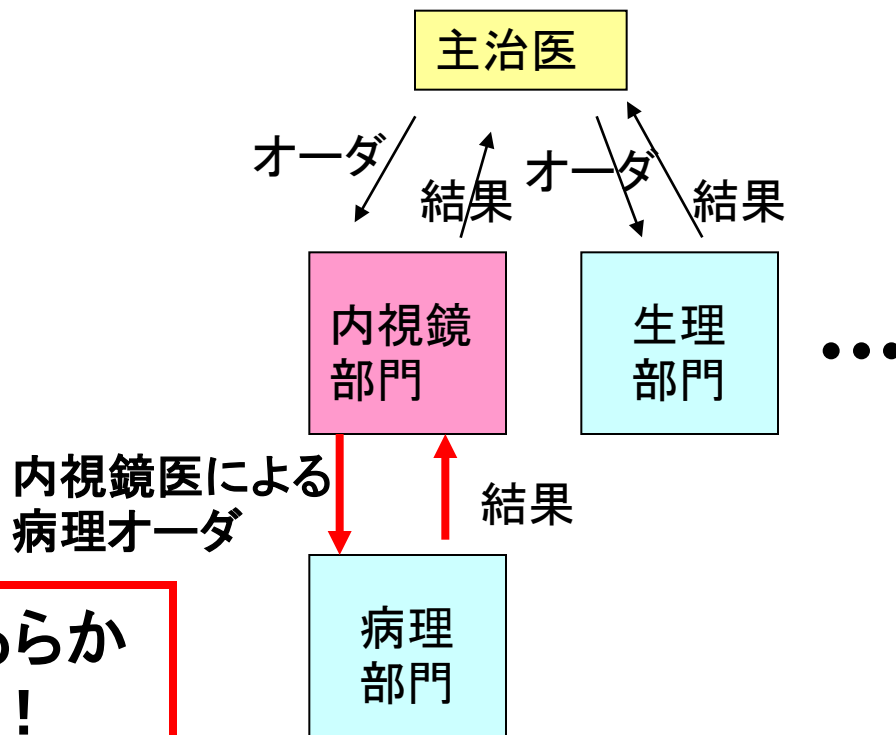 主治医
オーダ
結果
オーダ
結果
内視鏡
部門
生理
部門
•••
内視鏡医による
病理オーダ
結果
病理
部門
らか
！